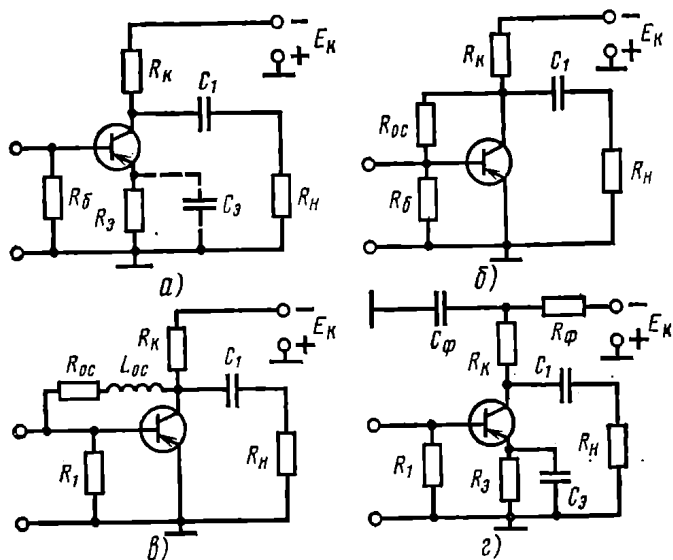 − Eк
+
Rк
C1
Rб
Rэ
Cэ
Rн
а)
− Eк
+
Rк
C1
Rос
Rб
Rн
б)
− Eк
+
Rк
Rос
Lос
C1
R1
Rн
в)
− Eк
+
Cф
Rф
Rк
C1
R1
Rэ
Cэ
Rн
г)